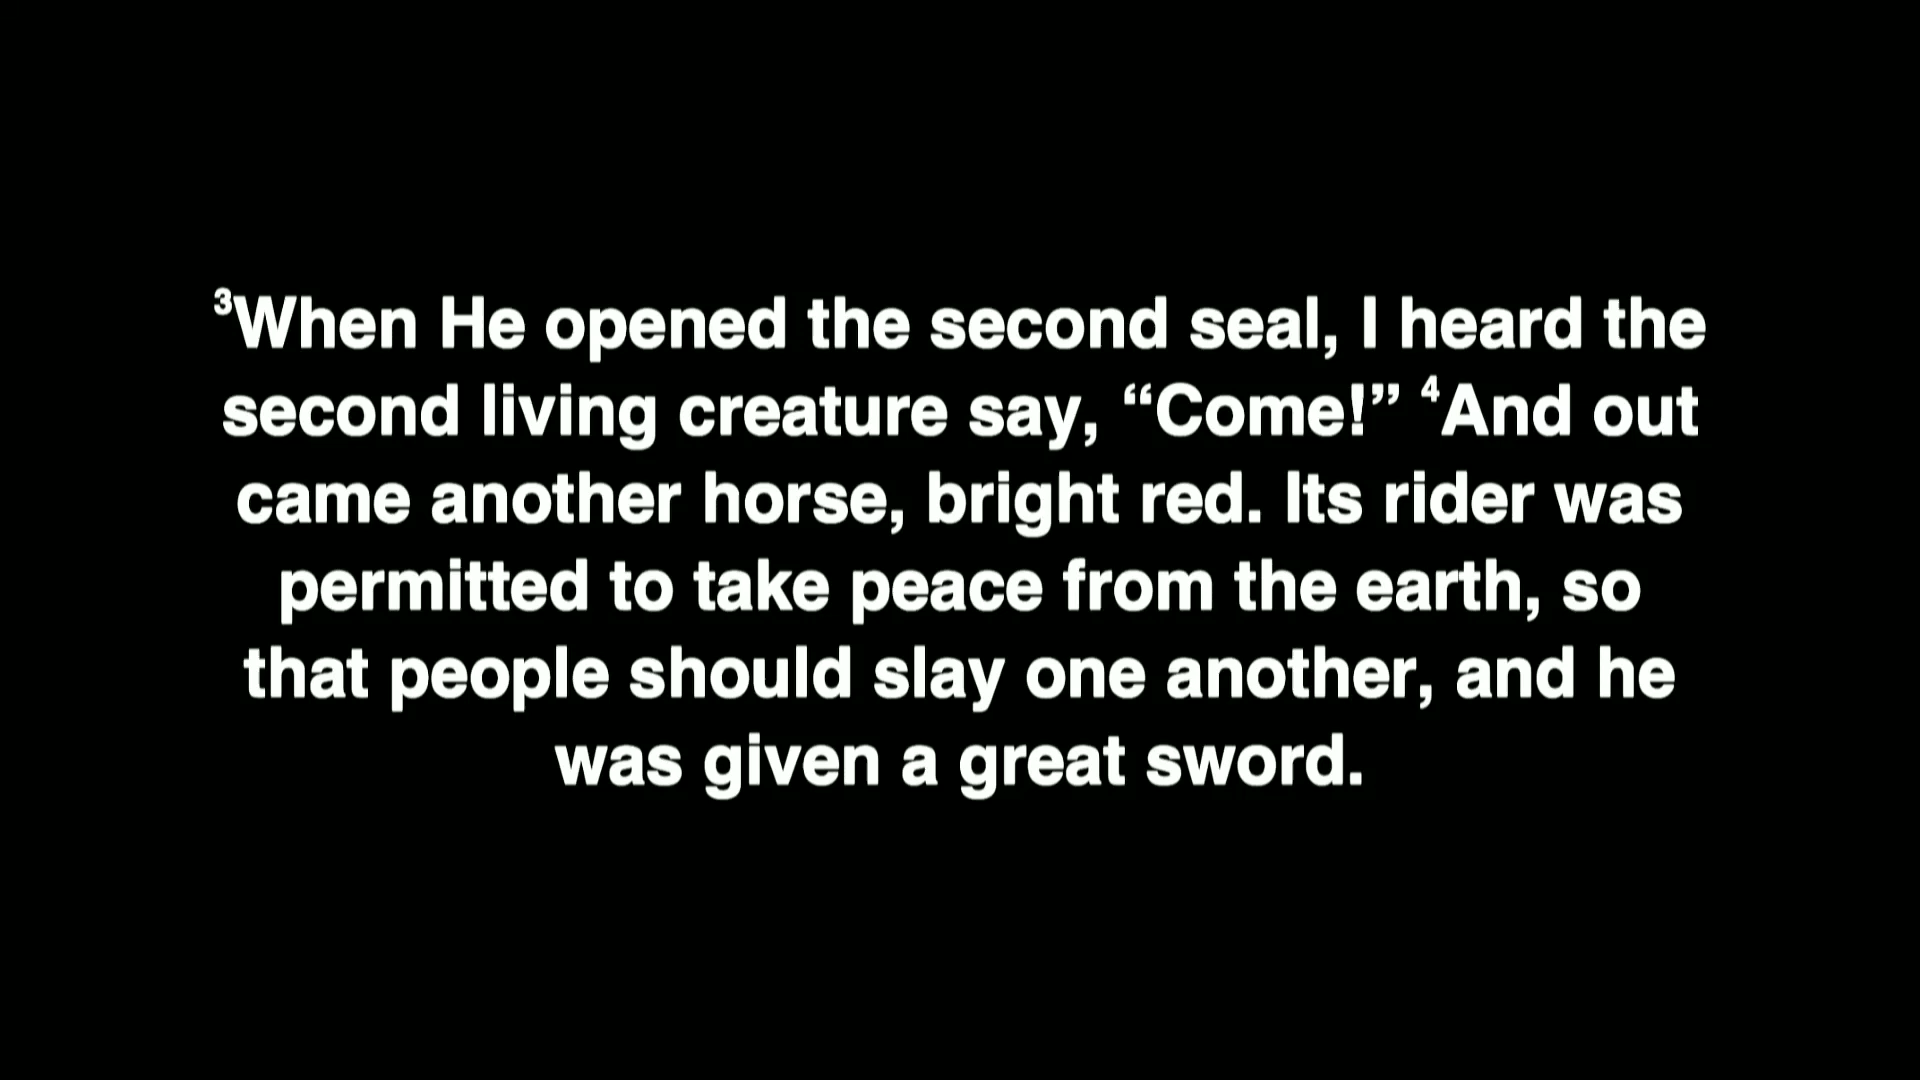 ³When He opened the second seal, I heard the
second living creature say, “Come!” ⁴And out
came another horse, bright red. Its rider was
permitted to take peace from the earth, so
that people should slay one another, and he
was given a great sword.